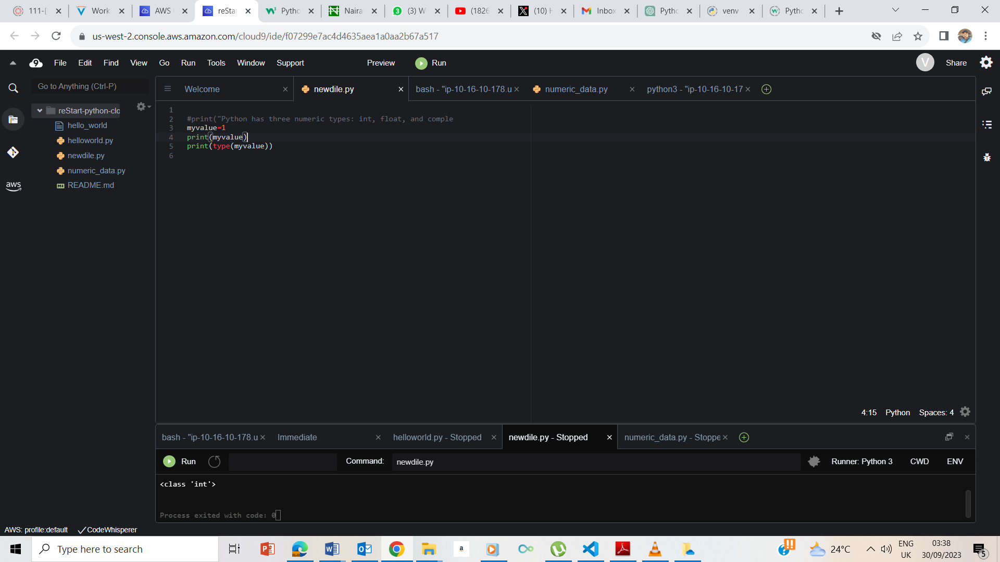 111-[
Work
AWS
reStar
Pytho
Naira
(3) W
(1826
(10) H
Inbox
Pytho
venv
Pytho
us-west-2.console.aws.amazon.com/cloud9/ide/f07299e7ac4d4635aea1a0aa2b67a517
File Edit Find View Go Run Tools Window Support Preview Run
V Share
Go to Anything (Ctrl-P)
Welcome
newdile.py
bash - "ip-10-16-10-178.u
numeric_data.py
python3 - "ip-10-16-10-17
reStart-python-clo
hello_world
helloworld.py
newdile.py
numeric_data.py
README.md
aws
1
2 #print("Python has three numeric types: int, float, and comple
3 myvalue=1
4 print(myvalue)
5 print(type(myvalue))
6
4:15 Python Spaces: 4
bash - "ip-10-16-10-178.u
Immediate
helloworld.py - Stopped
newdile.py - Stopped
numeric_data.py - Stoppe
Run
Command: newdile.py
Runner: Python 3 CWD ENV
<class 'int'>
Process exited with code: 0
AWS: profile:default CodeWhisperer
Type here to search
24°C
ENG
UK
03:38
30/09/2023
5